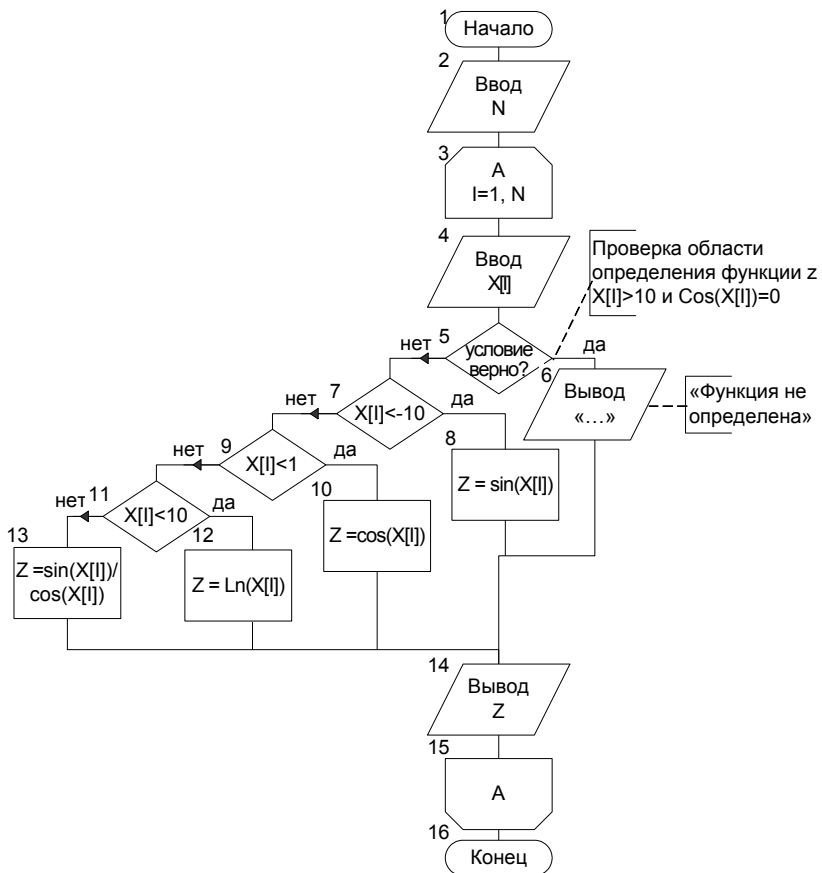 1
Начало
2
Ввод
N
3
A
I=1, N
4
Ввод
X[I]
Проверка области
определения функции z
X[I]>10 и Cos(X[I])=0
5
условие
верно?
нет
да
6
Вывод
«…»
«Функция не
определена»
7
X[I]<-10
нет
да
8
Z = sin(X[I])
9
X[I]<1
нет
да
10
Z =cos(X[I])
11
X[I]<10
нет
да
12
Z = Ln(X[I])
13
Z =sin(X[I])/
cos(X[I])
14
Вывод
Z
15
A
16
Конец